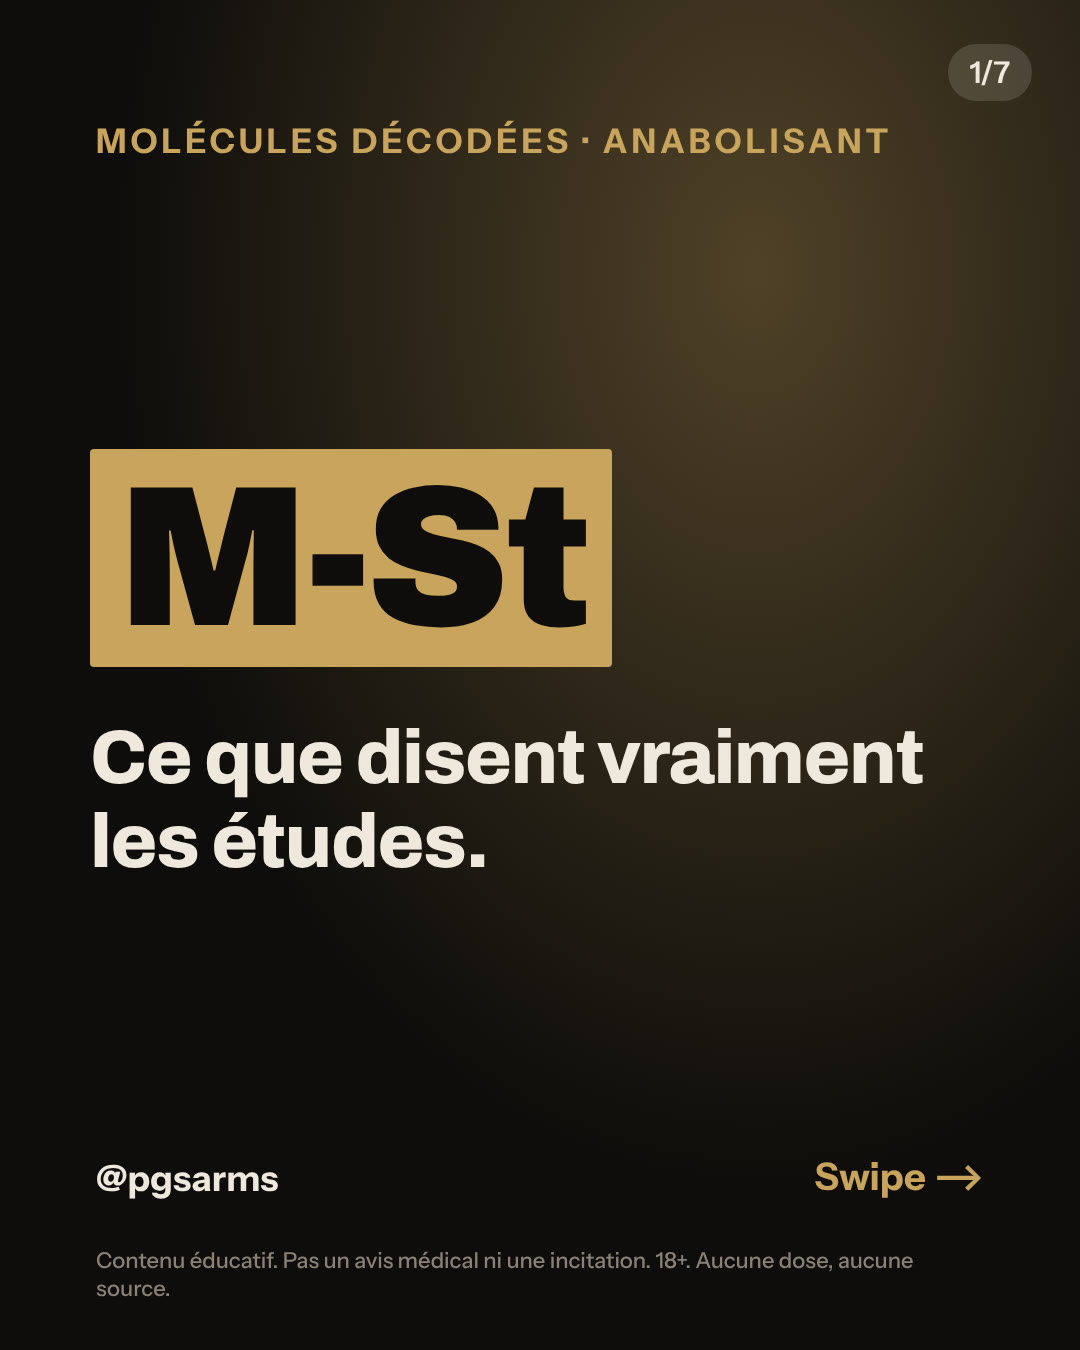 1/7
MOLÉCULES DÉCODÉES · ANABOLISANT
M-St
Ce que disent vraiment
les études.
@pgsarms
Swipe →
Contenu éducatif. Pas un avis médical ni une incitation. 18+. Aucune dose, aucune
source.